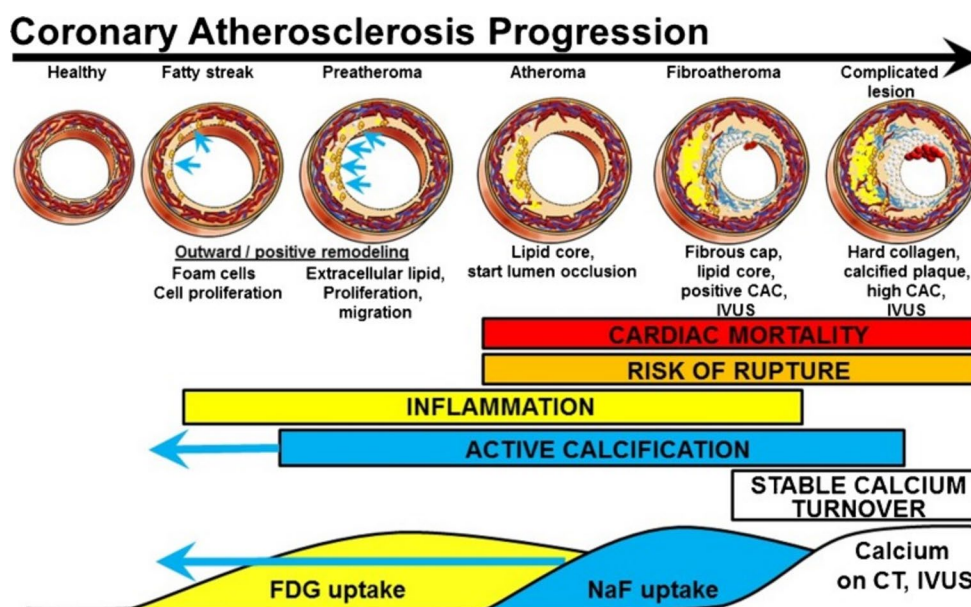 Coronary Atherosclerosis Progression
Healthy
Fatty streak
Preatheroma
Atheroma
Fibroatheroma
Complicated
lesion
Outward / positive remodeling
Foam cells
Cell proliferation
Extracellular lipid,
Proliferation,
migration
Lipid core,
start lumen occlusion
Fibrous cap,
lipid core,
positive CAC,
IVUS
Hard collagen,
calcified plaque,
high CAC,
IVUS
CARDIAC MORTALITY
RISK OF RUPTURE
INFLAMMATION
ACTIVE CALCIFICATION
STABLE CALCIUM
TURNOVER
FDG uptake
NaF uptake
Calcium
on CT, IVUS